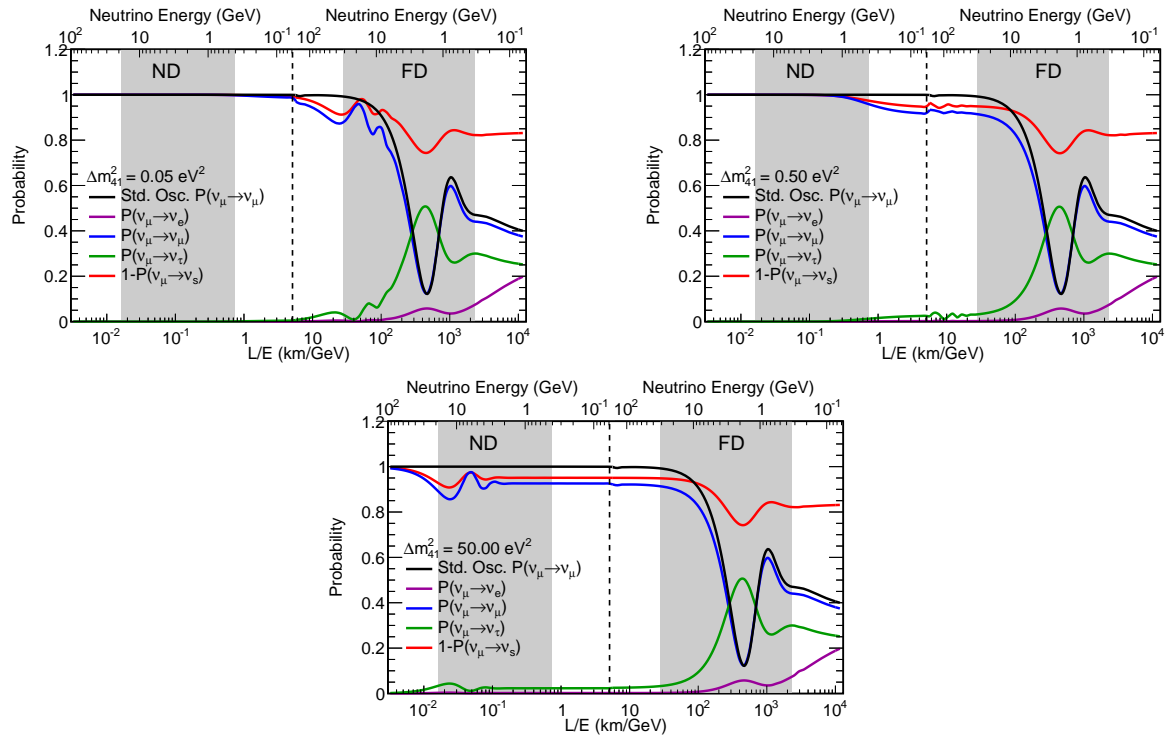 Neutrino Energy (GeV) Neutrino Energy (GeV)
10² 10 1 10⁻¹ 10² 10 1 10⁻¹
ND FD
Probability
1.2
1
0.8
0.6
0.4
0.2
0
Δm²₄₁ = 0.05 eV²
Std. Osc. P(νμ→νμ)
P(νμ→νe)
P(νμ→νμ)
P(νμ→ντ)
1-P(νμ→νs)
10⁻² 10⁻¹ 1 10 10² 10³ 10⁴
L/E (km/GeV)
Neutrino Energy (GeV) Neutrino Energy (GeV)
10² 10 1 10⁻¹ 10² 10 1 10⁻¹
ND FD
Probability
1.2
1
0.8
0.6
0.4
0.2
0
Δm²₄₁ = 0.50 eV²
Std. Osc. P(νμ→νμ)
P(νμ→νe)
P(νμ→νμ)
P(νμ→ντ)
1-P(νμ→νs)
10⁻² 10⁻¹ 1 10 10² 10³ 10⁴
L/E (km/GeV)
Neutrino Energy (GeV) Neutrino Energy (GeV)
10² 10 1 10⁻¹ 10² 10 1 10⁻¹
ND FD
Probability
1.2
1
0.8
0.6
0.4
0.2
0
Δm²₄₁ = 50.00 eV²
Std. Osc. P(νμ→νμ)
P(νμ→νe)
P(νμ→νμ)
P(νμ→ντ)
1-P(νμ→νs)
10⁻² 10⁻¹ 1 10 10² 10³ 10⁴
L/E (km/GeV)